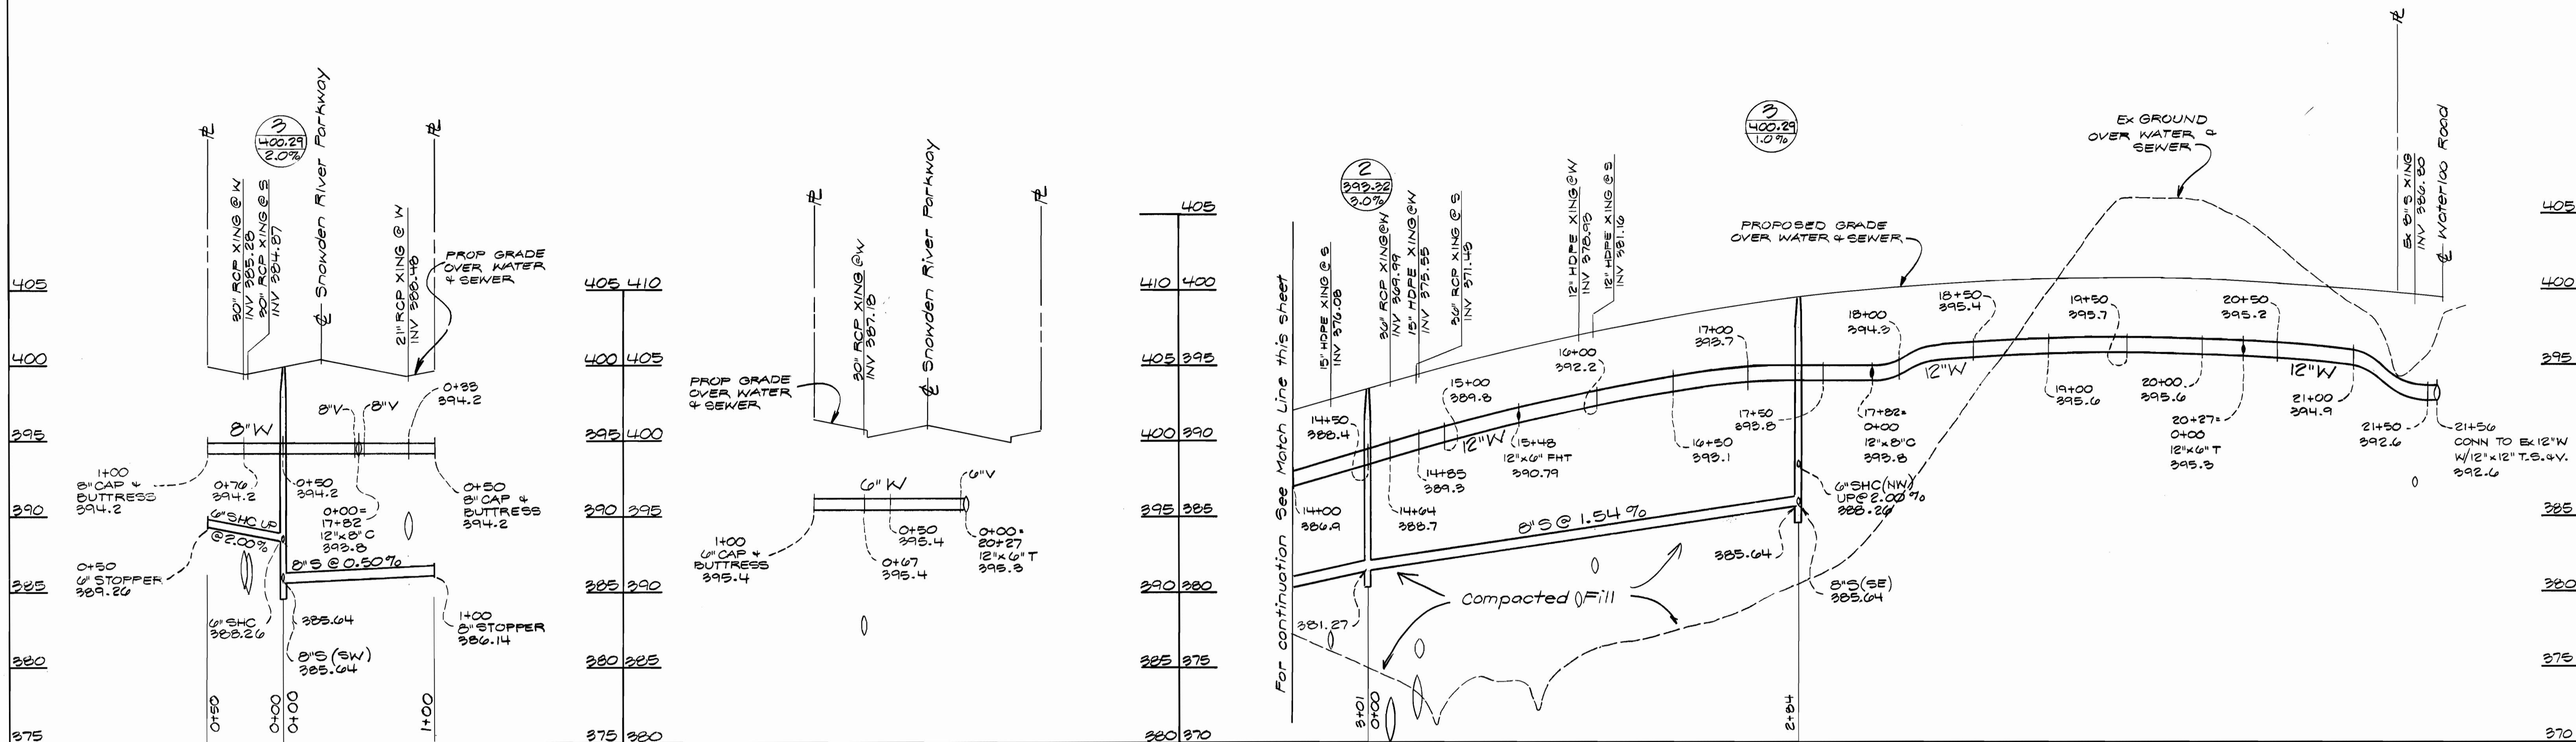 3
400.29
2.0%
30" RCP XING @ W
INV 385.28
30" RCP XING @ S
INV 384.87
℄ Snowden River Parkway
21" RCP XING @ W
INV 388.48
PROP GRADE
OVER WATER
& SEWER
405
400
395
390
385
380
375
8"V
8"V
0+33
394.2
8"W
1+00
8" CAP &
BUTTRESS
394.2
0+76
394.2
0+50
394.2
0+00=
17+82
12"x8"C
393.8
0+50
8" CAP &
BUTTRESS
394.2
6" SHC UP
@2.00%
0+50
6" STOPPER
389.26
8"S @ 0.50%
6" SHC
388.26
385.64
8"S (SW)
385.64
1+00
8" STOPPER
386.14
0+50
0+00
0+00
1+00
405 410
400 405
395 400
390 395
385 390
380 385
375 380
30" RCP XING @W
INV 387.18
℄ Snowden River Parkway
PROP GRADE
OVER WATER
& SEWER
6"W
6"V
1+00
6" CAP &
BUTTRESS
395.4
0+67
395.4
0+50
395.4
0+00=
20+27
12"x6"T
395.3
405
410 400
405 395
400 390
395 385
390 380
385 375
380 370
For continuation See Match Line this sheet
15" HDPE XING @ S
INV 376.08
2
393.32
3.0%
36" RCP XING@W
INV 369.99
15" HDPE XING@W
INV 375.55
36" RCP XING @ S
INV 371.43
12" HDPE XING @W
INV 378.93
12" HDPE XING @ S
INV 381.16
3
400.29
1.0%
PROPOSED GRADE
OVER WATER & SEWER
EX GROUND
OVER WATER &
SEWER
EX 8"S XING
INV 386.80
℄ Waterloo Road
14+50
388.4
15+00
389.8
16+00
392.2
17+00
393.7
18+00
394.3
18+50
395.4
19+50
395.7
20+50
395.2
12"W
12"W
12"W
14+00
386.9
14+64
388.7
14+85
389.3
15+48
12"x6" FHT
390.79
16+50
393.1
17+50
393.8
17+82=
0+00
12"x8"C
393.8
19+00
395.6
20+00
395.6
20+27=
0+00
12"x6"T
395.3
21+00
394.9
21+50
392.6
21+56
CONN TO EX 12"W
W/12"x12" T.S.&V.
392.6
8"S @ 1.54%
6"SHC(NW)
UP@2.00%
388.26
385.64
8"S(SE)
385.64
381.27
Compacted Fill
3+01
0+00
2+84
405
400
395
385
380
375
370